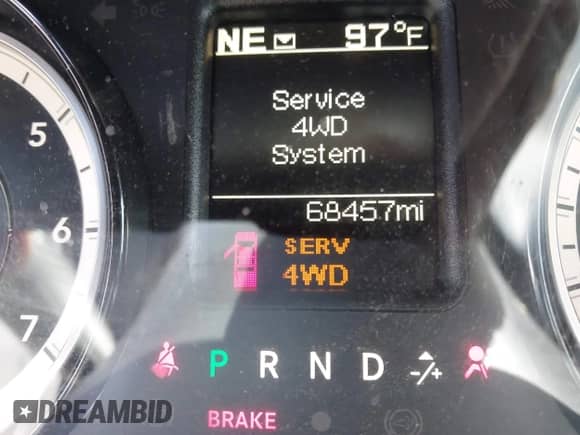 NE 97°F
Service
4WD
System
68457mi
SERV
4WD
5
6
7
P R N D -/+
BRAKE
DREAMBID